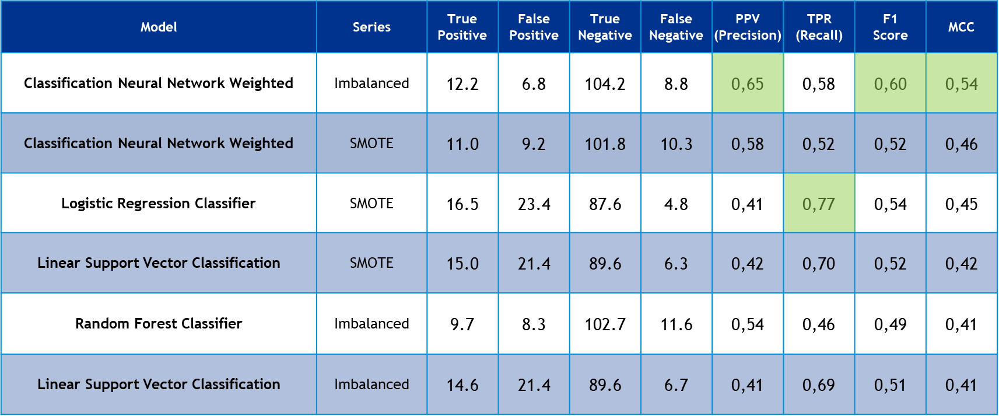 Model Series True Positive False Positive True Negative False Negative PPV (Precision) TPR (Recall) F1 Score MCC
Classification Neural Network Weighted Imbalanced 12.2 6.8 104.2 8.8 0,65 0,58 0,60 0,54
Classification Neural Network Weighted SMOTE 11.0 9.2 101.8 10.3 0,58 0,52 0,52 0,46
Logistic Regression Classifier SMOTE 16.5 23.4 87.6 4.8 0,41 0,77 0,54 0,45
Linear Support Vector Classification SMOTE 15.0 21.4 89.6 6.3 0,42 0,70 0,52 0,42
Random Forest Classifier Imbalanced 9.7 8.3 102.7 11.6 0,54 0,46 0,49 0,41
Linear Support Vector Classification Imbalanced 14.6 21.4 89.6 6.7 0,41 0,69 0,51 0,41